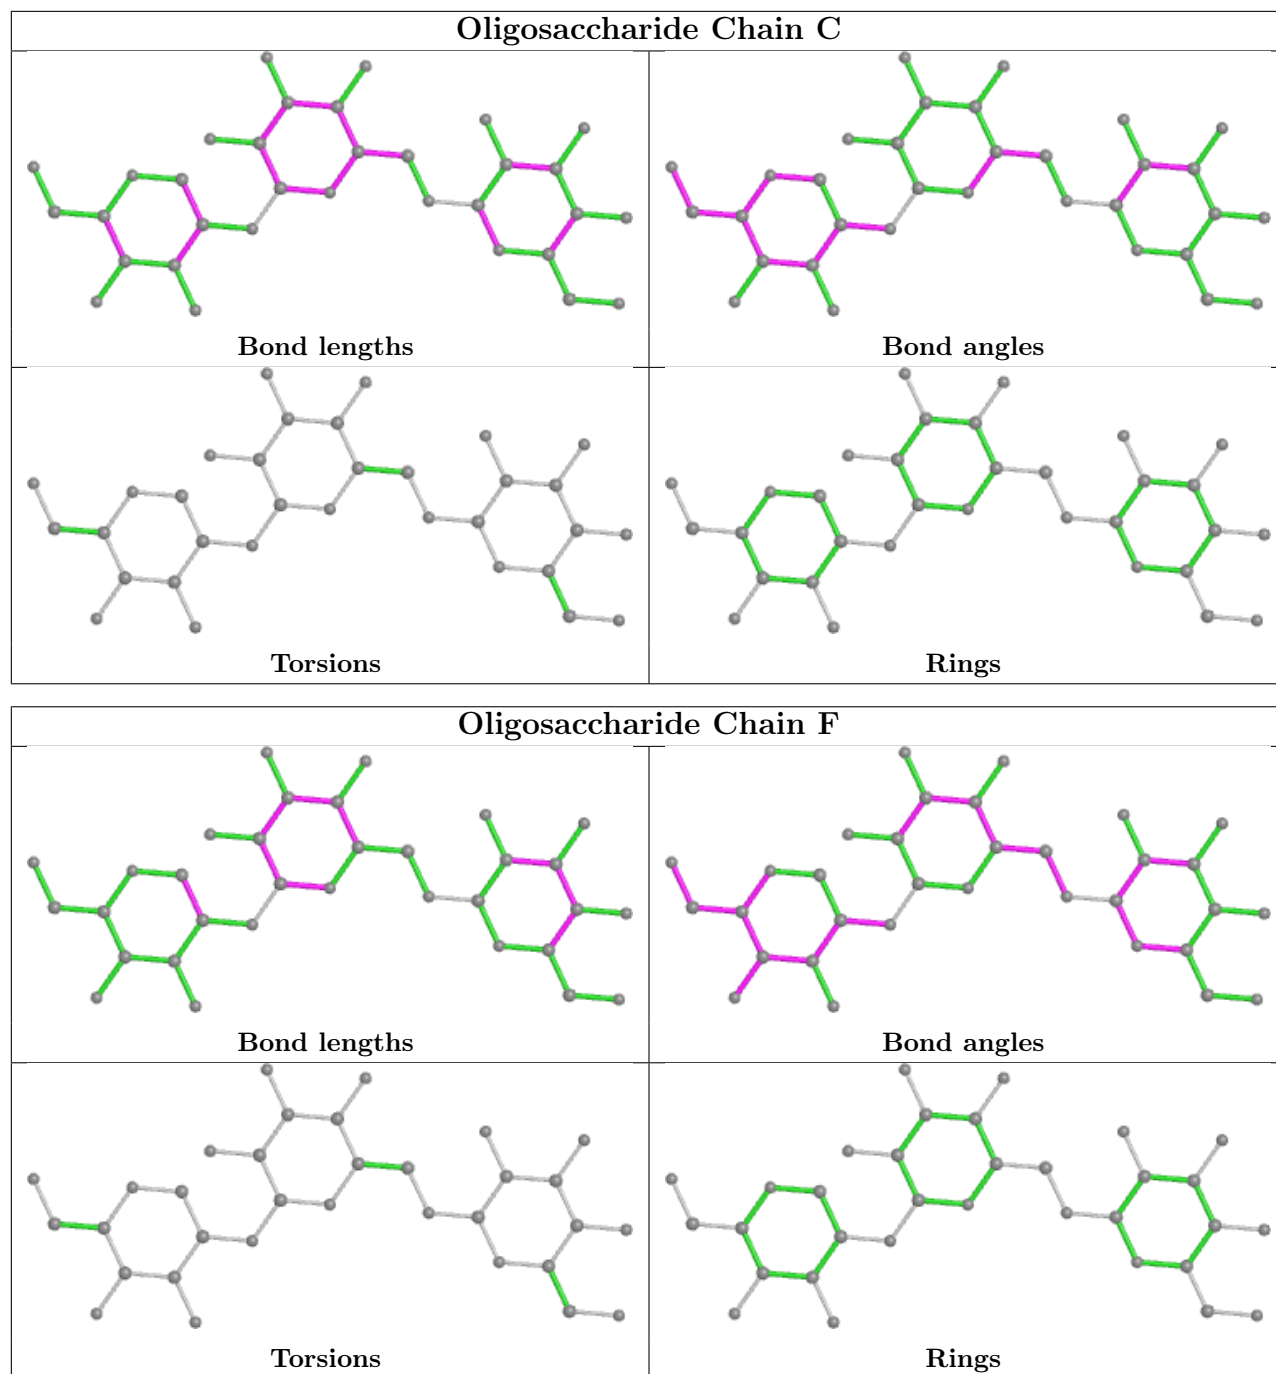 Oligosaccharide Chain C
Bond lengths
Bond angles
Torsions
Rings
Oligosaccharide Chain F
Bond lengths
Bond angles
Torsions
Rings